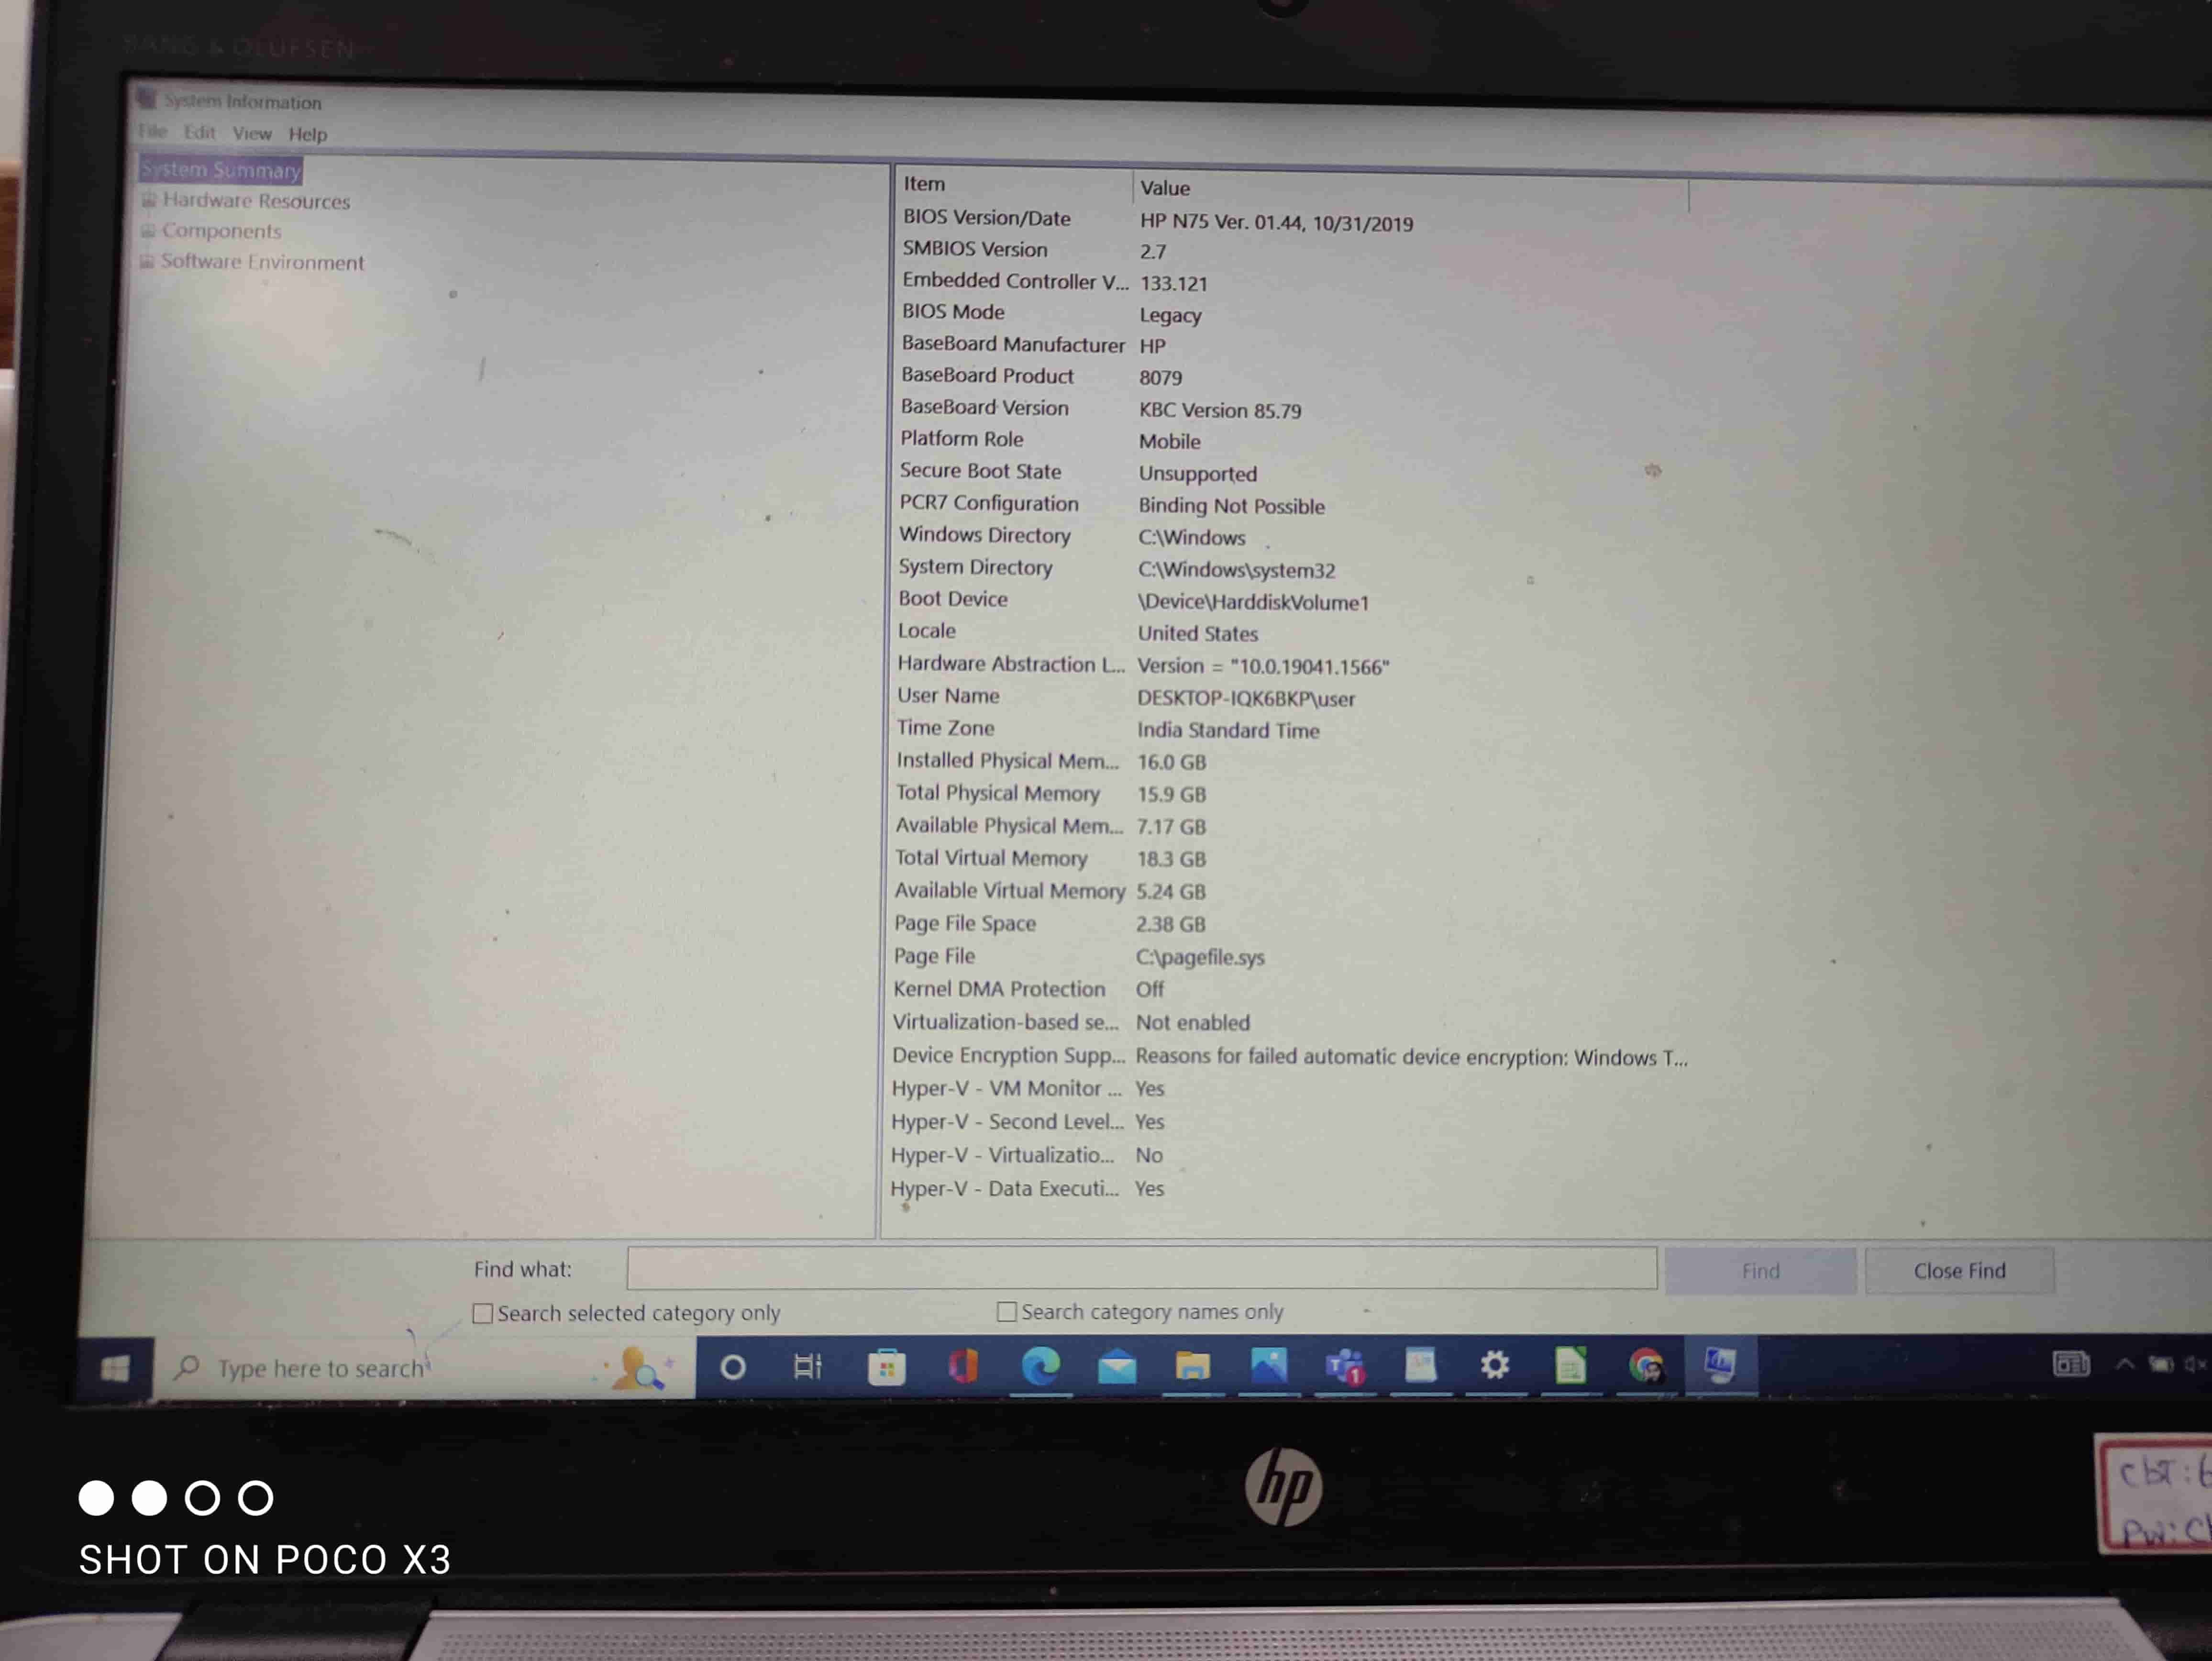 BANG & OLUFSEN
System Information
File Edit View Help
System Summary
Hardware Resources
Components
Software Environment
Item Value
BIOS Version/Date HP N75 Ver. 01.44, 10/31/2019
SMBIOS Version 2.7
Embedded Controller V... 133.121
BIOS Mode Legacy
BaseBoard Manufacturer HP
BaseBoard Product 8079
BaseBoard Version KBC Version 85.79
Platform Role Mobile
Secure Boot State Unsupported
PCR7 Configuration Binding Not Possible
Windows Directory C:\Windows
System Directory C:\Windows\system32
Boot Device \Device\HarddiskVolume1
Locale United States
Hardware Abstraction L... Version = "10.0.19041.1566"
User Name DESKTOP-IQK6BKP\user
Time Zone India Standard Time
Installed Physical Mem... 16.0 GB
Total Physical Memory 15.9 GB
Available Physical Mem... 7.17 GB
Total Virtual Memory 18.3 GB
Available Virtual Memory 5.24 GB
Page File Space 2.38 GB
Page File C:\pagefile.sys
Kernel DMA Protection Off
Virtualization-based se... Not enabled
Device Encryption Supp... Reasons for failed automatic device encryption: Windows T...
Hyper-V - VM Monitor ... Yes
Hyper-V - Second Level... Yes
Hyper-V - Virtualizatio... No
Hyper-V - Data Executi... Yes
Find what: Find Close Find
Search selected category only Search category names only
Type here to search
1
hp
CbT:
PW:
SHOT ON POCO X3